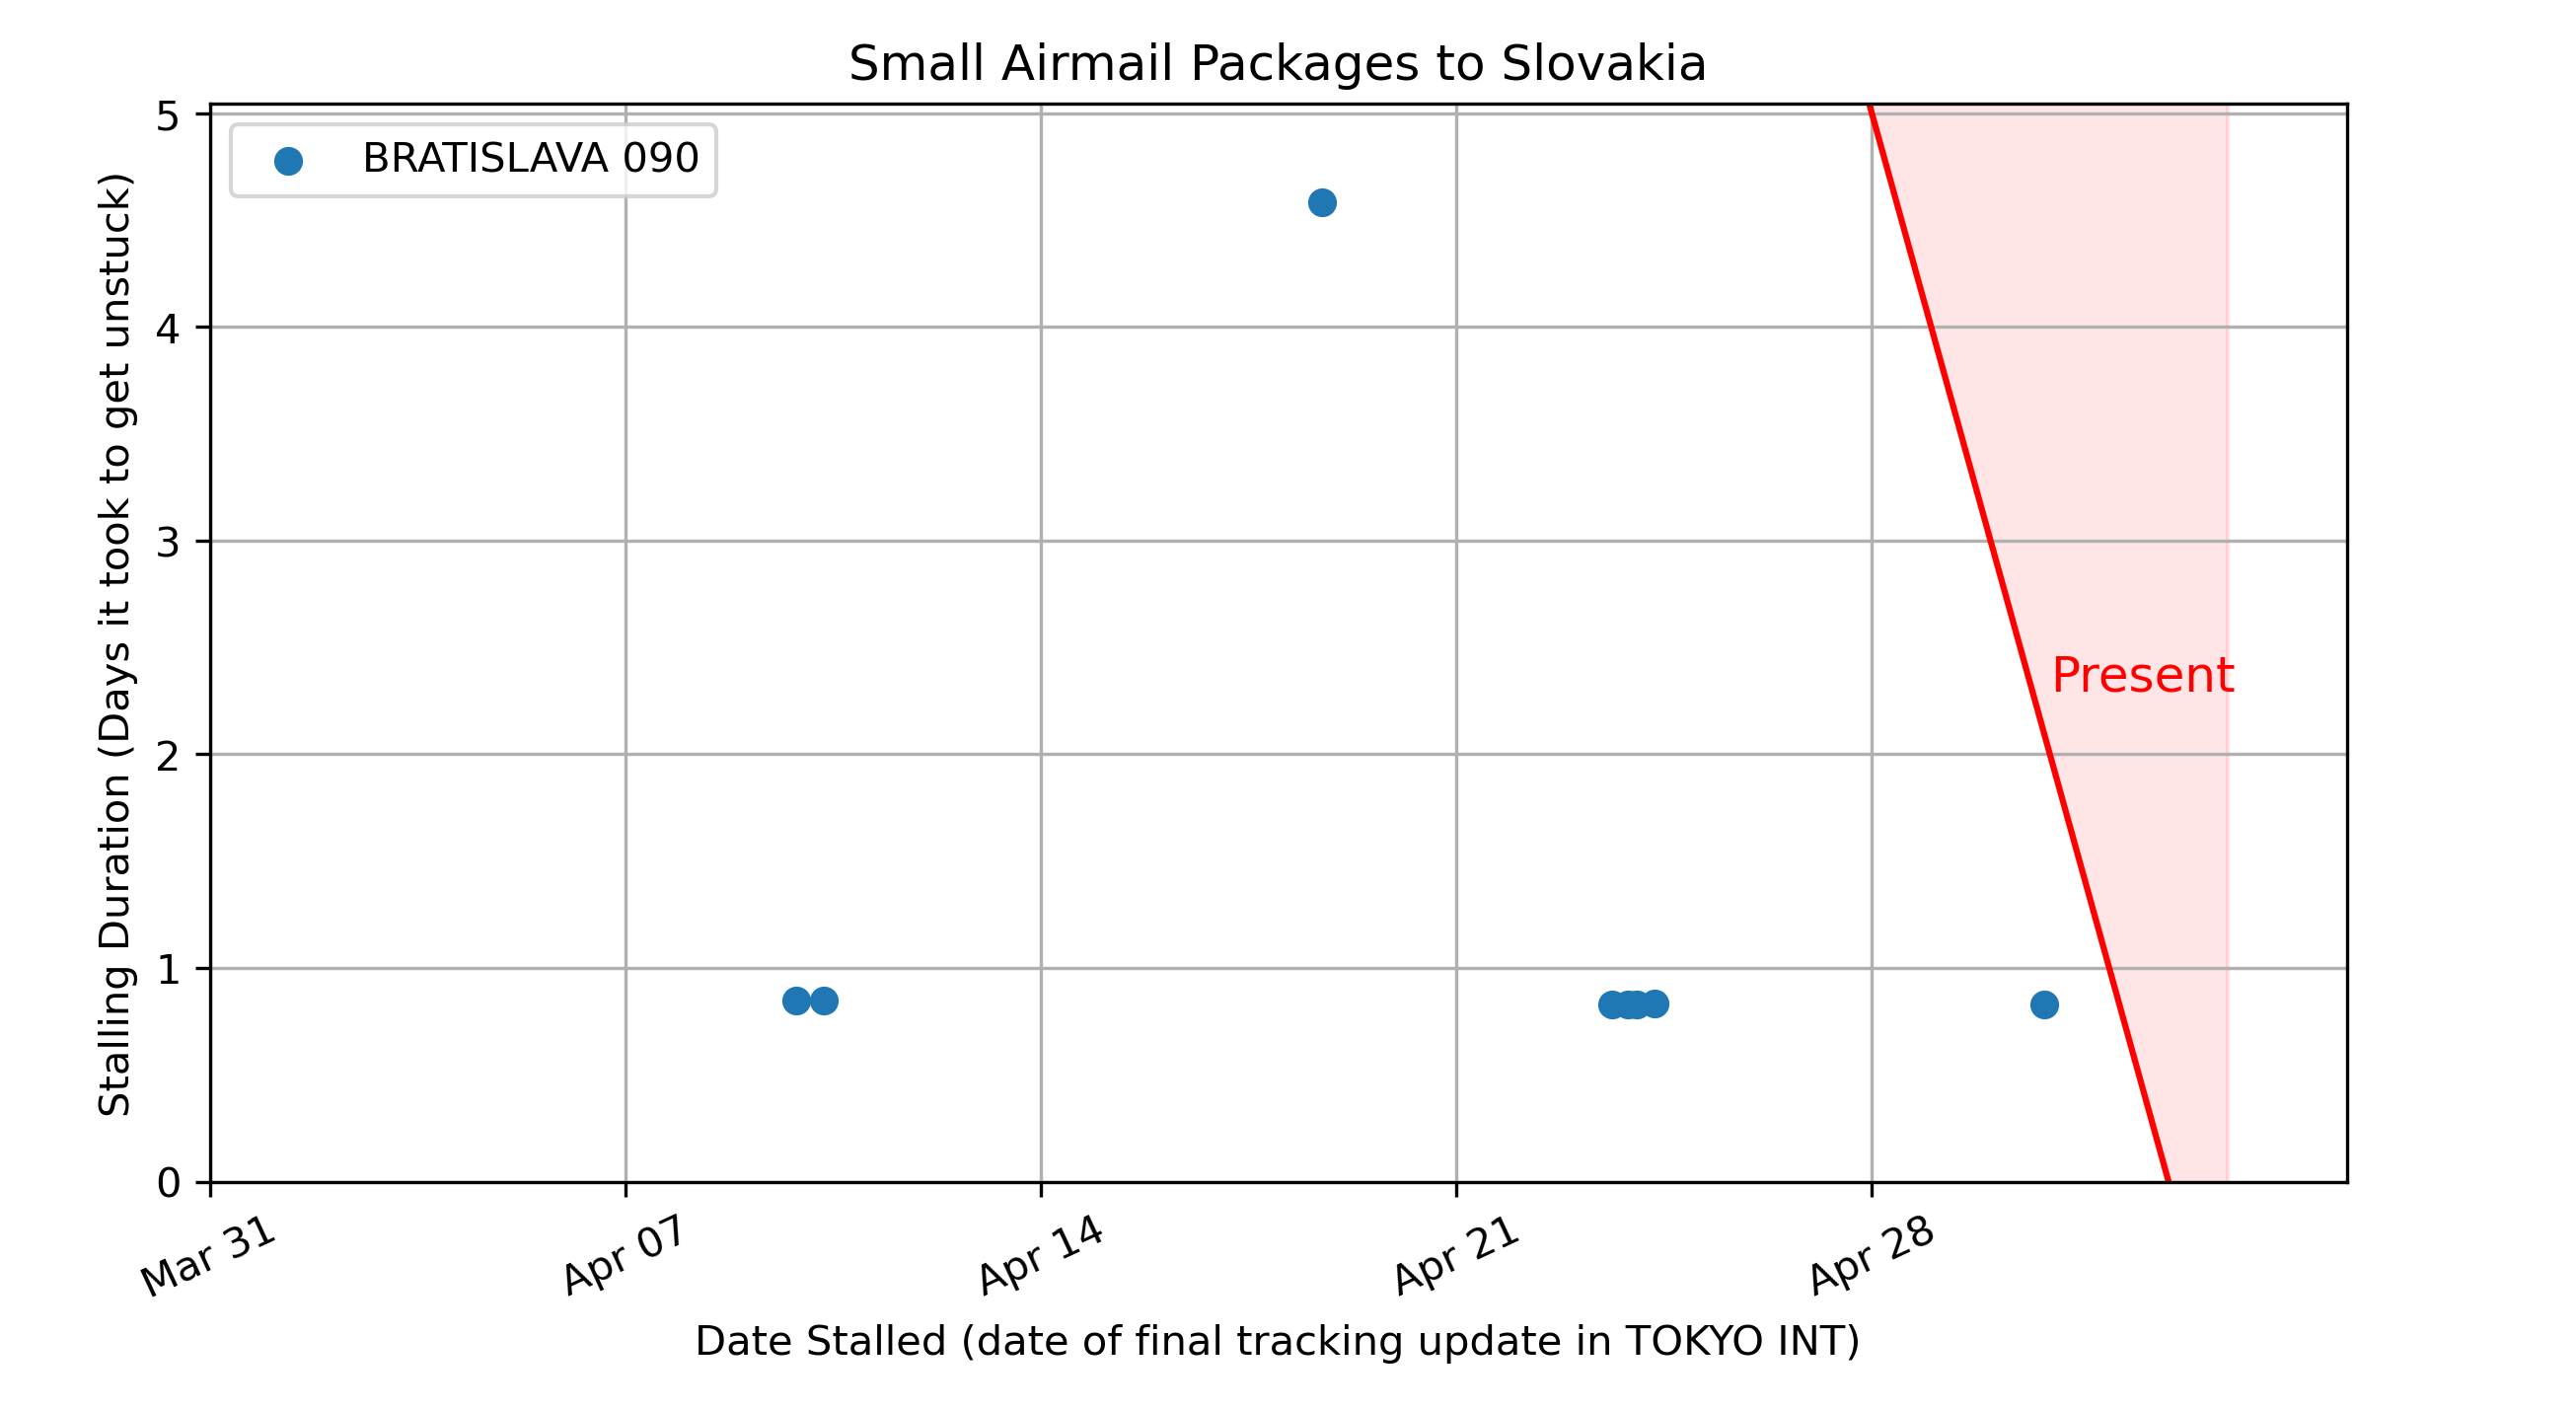 Small Airmail Packages to Slovakia
BRATISLAVA 090
Stalling Duration (Days it took to get unstuck)
5
4
3
2
1
0
Present
Mar 31
Apr 07
Apr 14
Apr 21
Apr 28
Date Stalled (date of final tracking update in TOKYO INT)